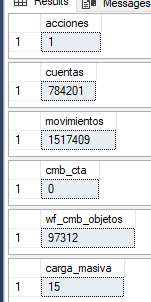 Results Messages
acciones
1 1
cuentas
1 784201
movimientos
1 1517409
cmb_cta
1 0
wf_cmb_objetos
1 97312
carga_masiva
1 15